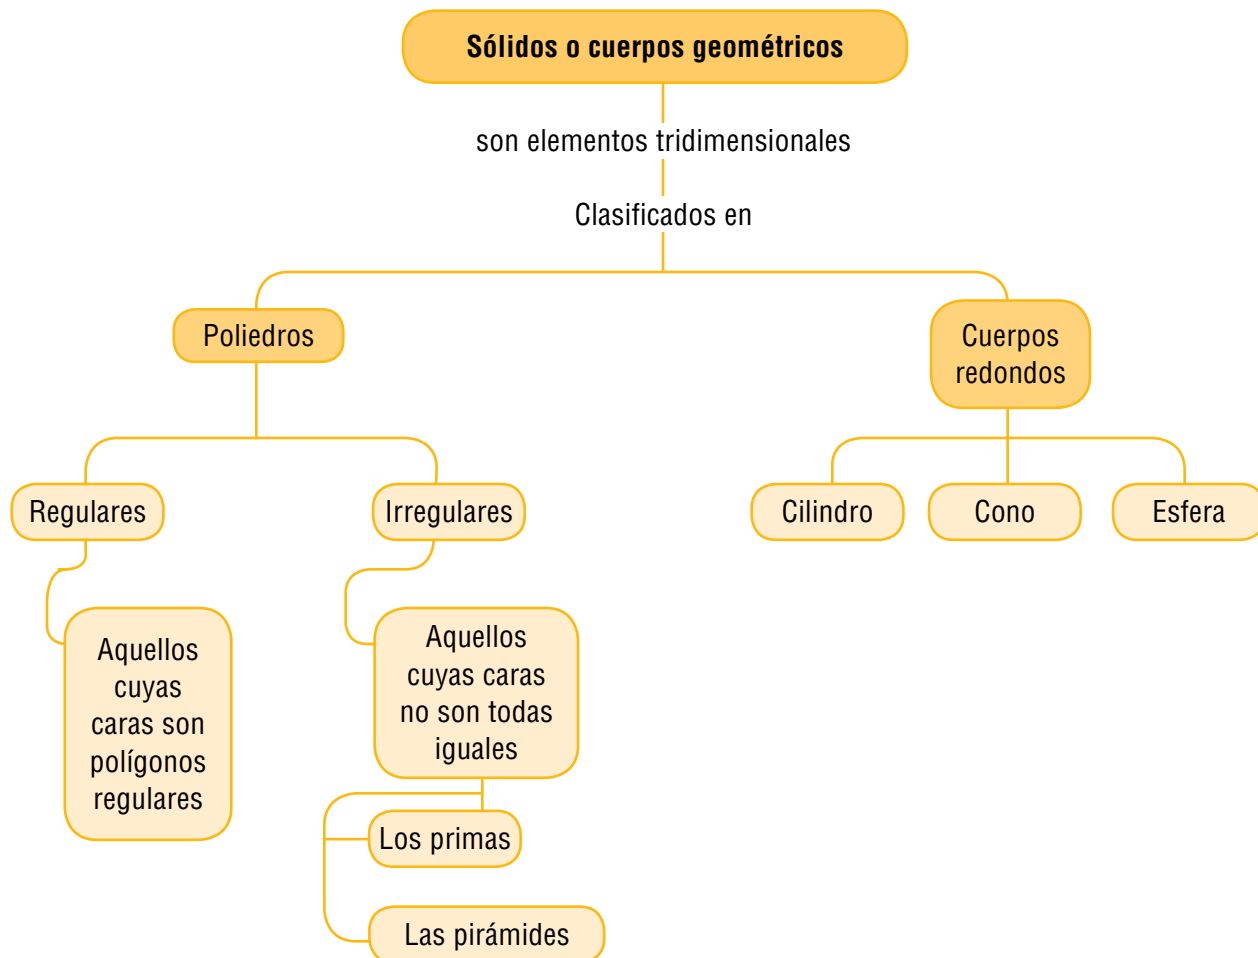 Sólidos o cuerpos geométricos
son elementos tridimensionales
Clasificados en
Poliedros
Cuerpos
redondos
Regulares
Irregulares
Cilindro
Cono
Esfera
Aquellos
cuyas
caras son
polígonos
regulares
Aquellos
cuyas caras
no son todas
iguales
Los primas
Las pirámides